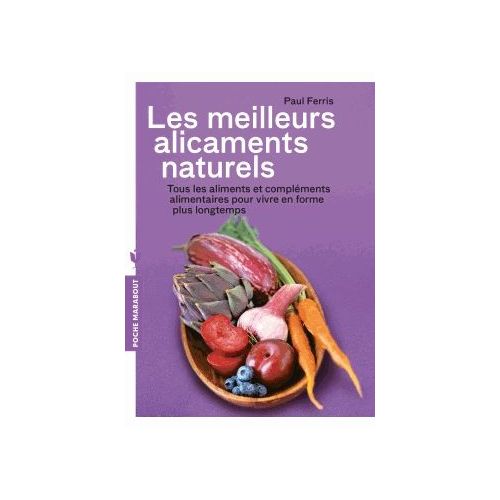 Paul Ferris
Les meilleurs
alicaments
naturels
Tous les aliments et compléments
alimentaires pour vivre en forme
plus longtemps
POCHE MARABOUT